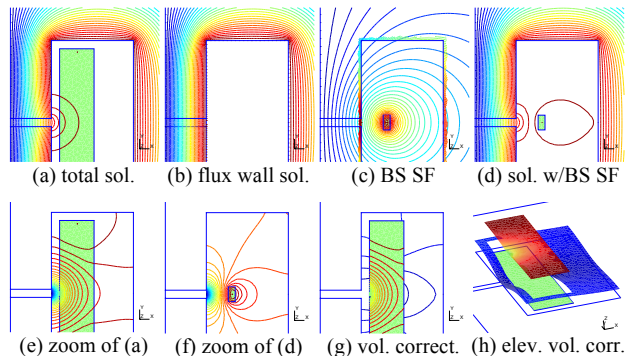 (a) total sol. (b) flux wall sol. (c) BS SF (d) sol. w/BS SF
(e) zoom of (a) (f) zoom of (d) (g) vol. correct. (h) elev. vol. corr.